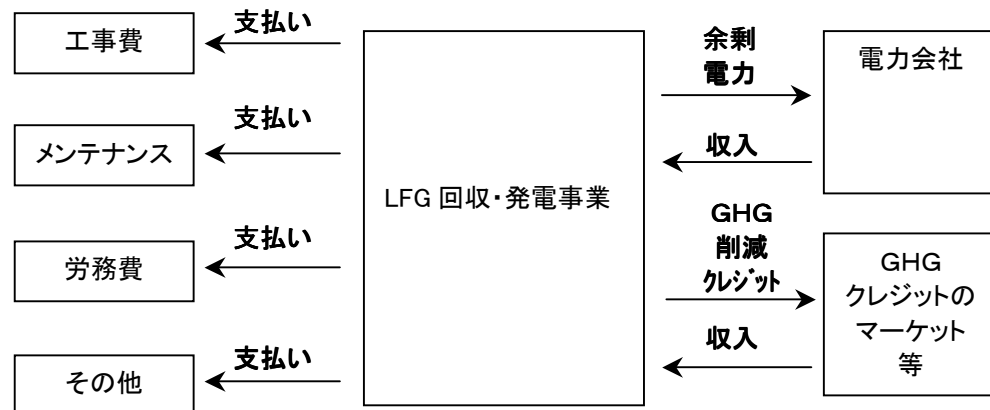 工事費
支払い
メンテナンス
支払い
労務費
支払い
その他
支払い
LFG 回収・発電事業
余剰
電力
収入
GHG
削減
ｸﾚｼﾞｯﾄ
収入
電力会社
GHG
クレジットの
マーケット
等